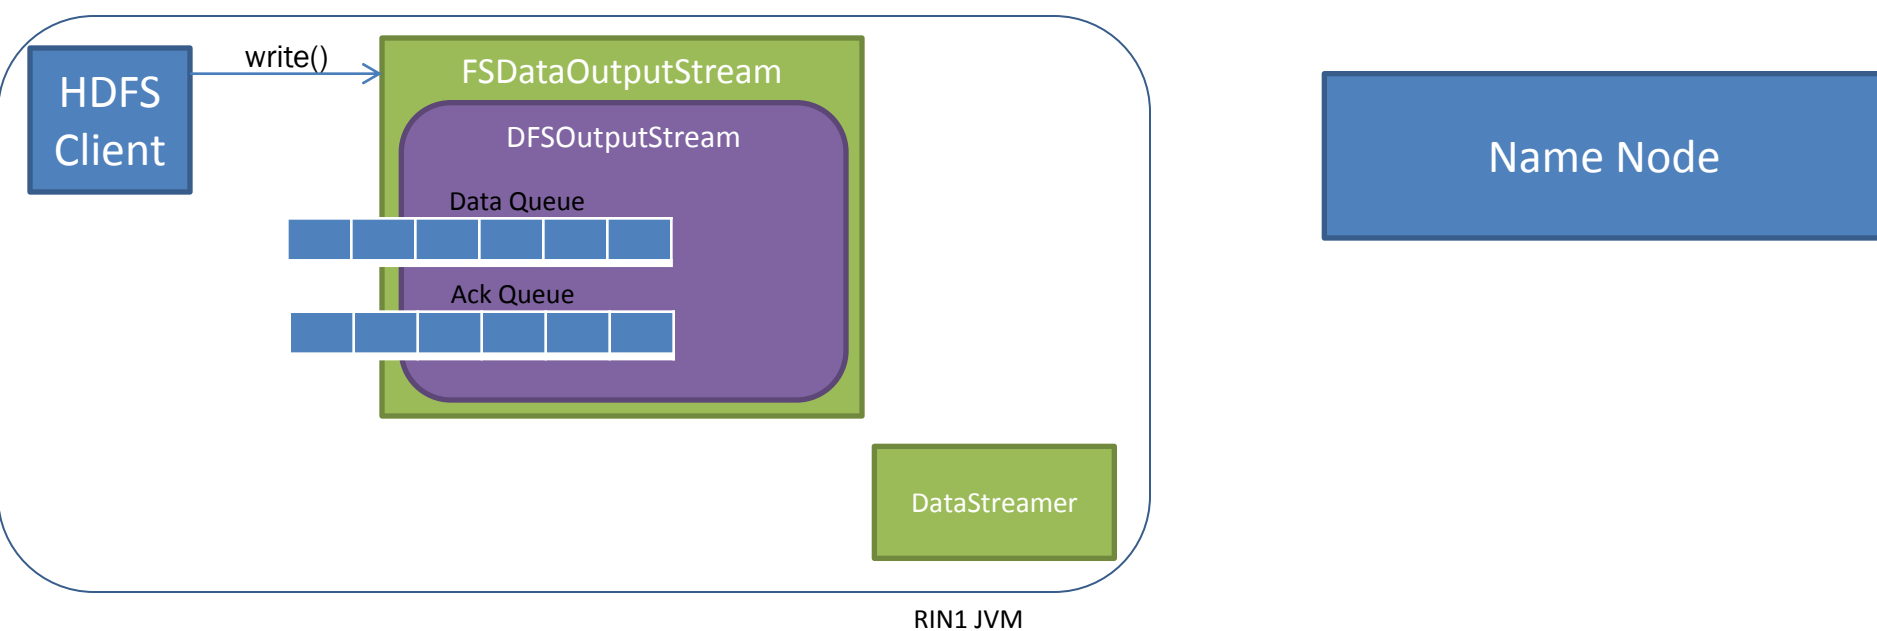 HDFS
Client
write()
FSDataOutputStream
DFSOutputStream
Data Queue
Ack Queue
DataStreamer
Name Node
RIN1 JVM